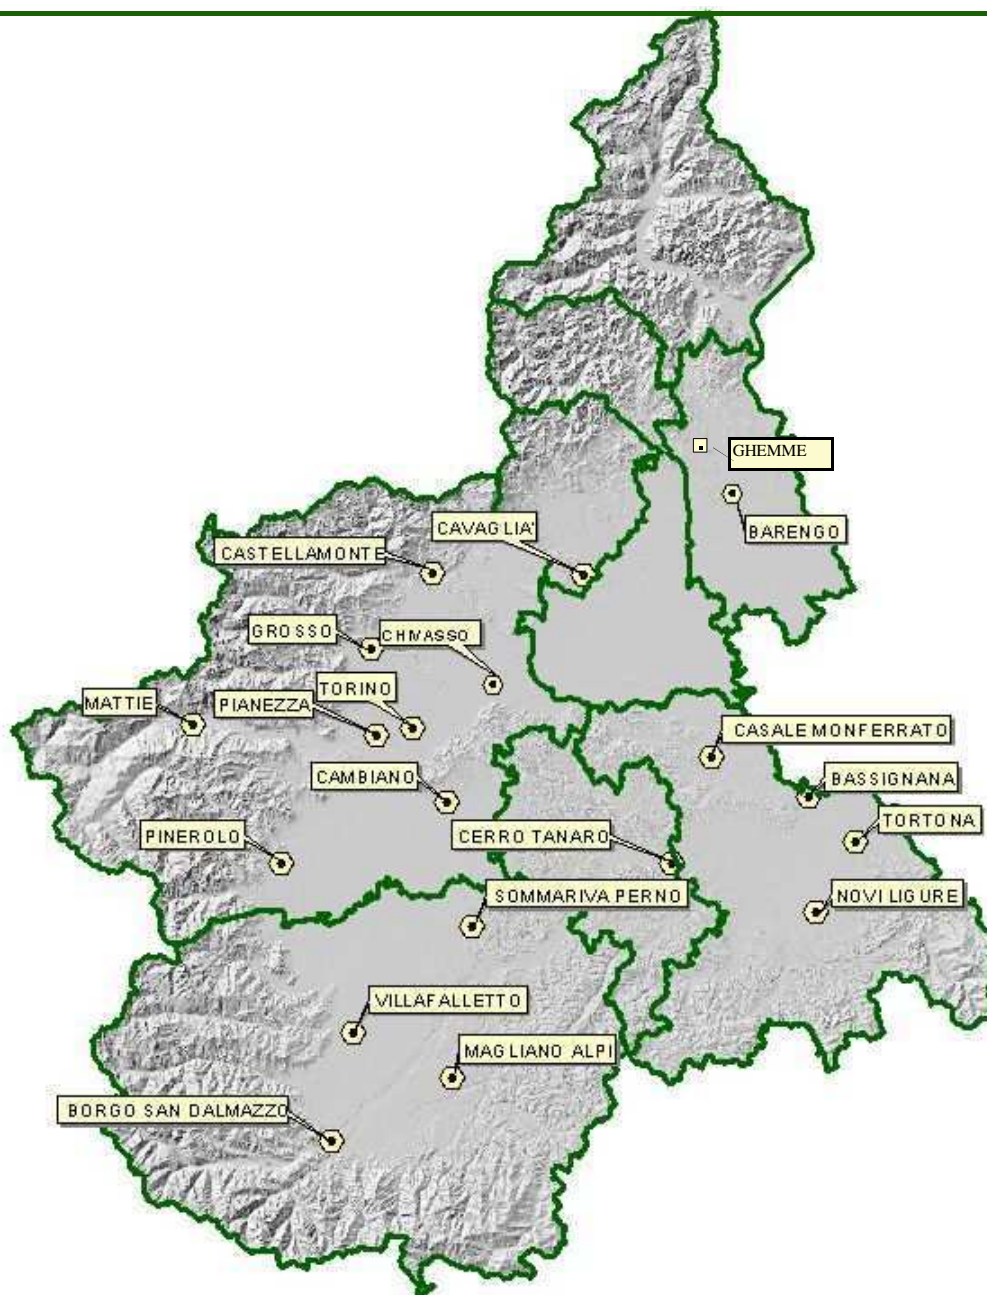 GHEMME
CAVAGLIA'
BARENGO
CASTELLAMONTE
GROSSO
CHIVASSO
TORINO
MATTIE
PIANEZZA
CASALE MONFERRATO
CAMBIANO
BASSIGNANA
PINEROLO
CERRO TANARO
TORTONA
SOMMARIVA PERNO
NOVI LIGURE
VILLAFALLETTO
MAGLIANO ALPI
BORGO SAN DALMAZZO